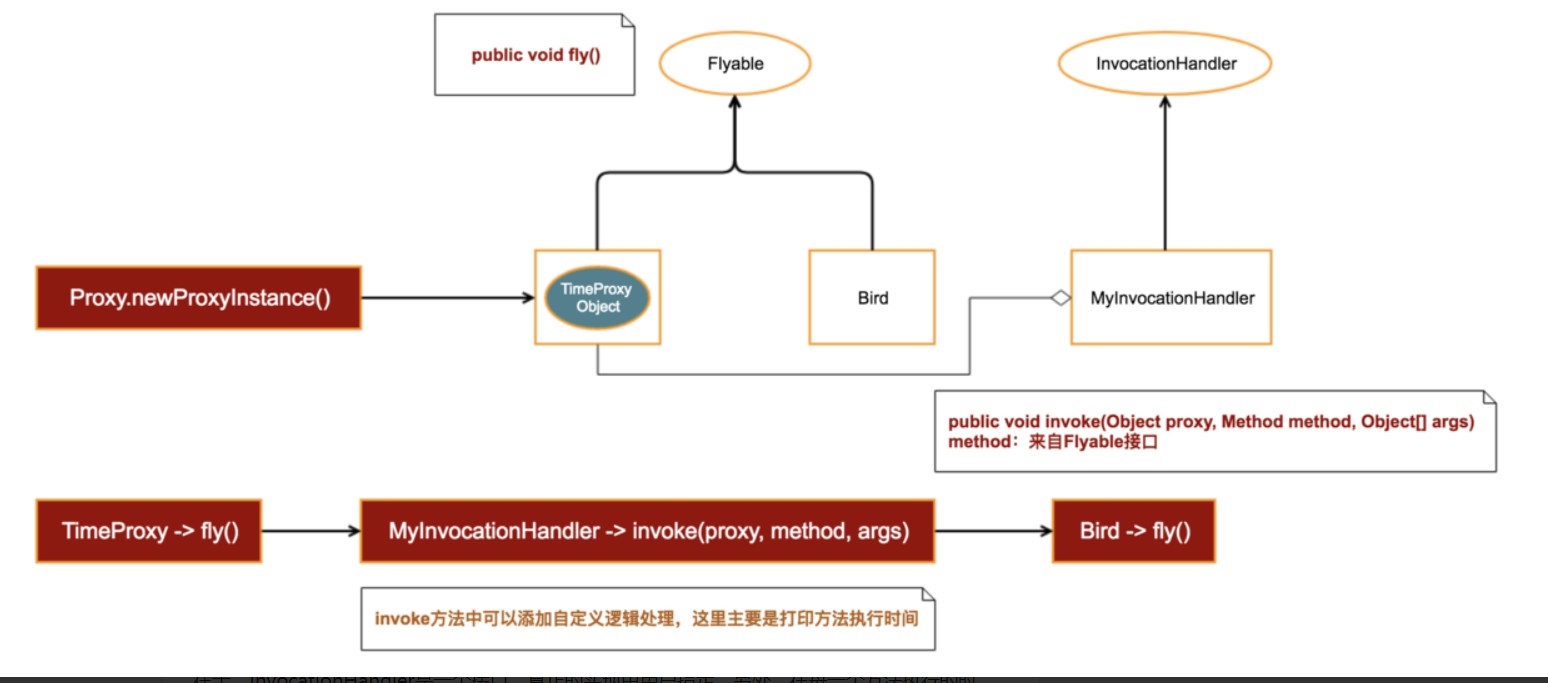 public void fly()
Flyable
InvocationHandler
Proxy.newProxyInstance()
TimeProxy
Object
Bird
MyInvocationHandler
public void invoke(Object proxy, Method method, Object[] args)
method：来自Flyable接口
TimeProxy -> fly()
MyInvocationHandler -> invoke(proxy, method, args)
Bird -> fly()
invoke方法中可以添加自定义逻辑处理，这里主要是打印方法执行时间